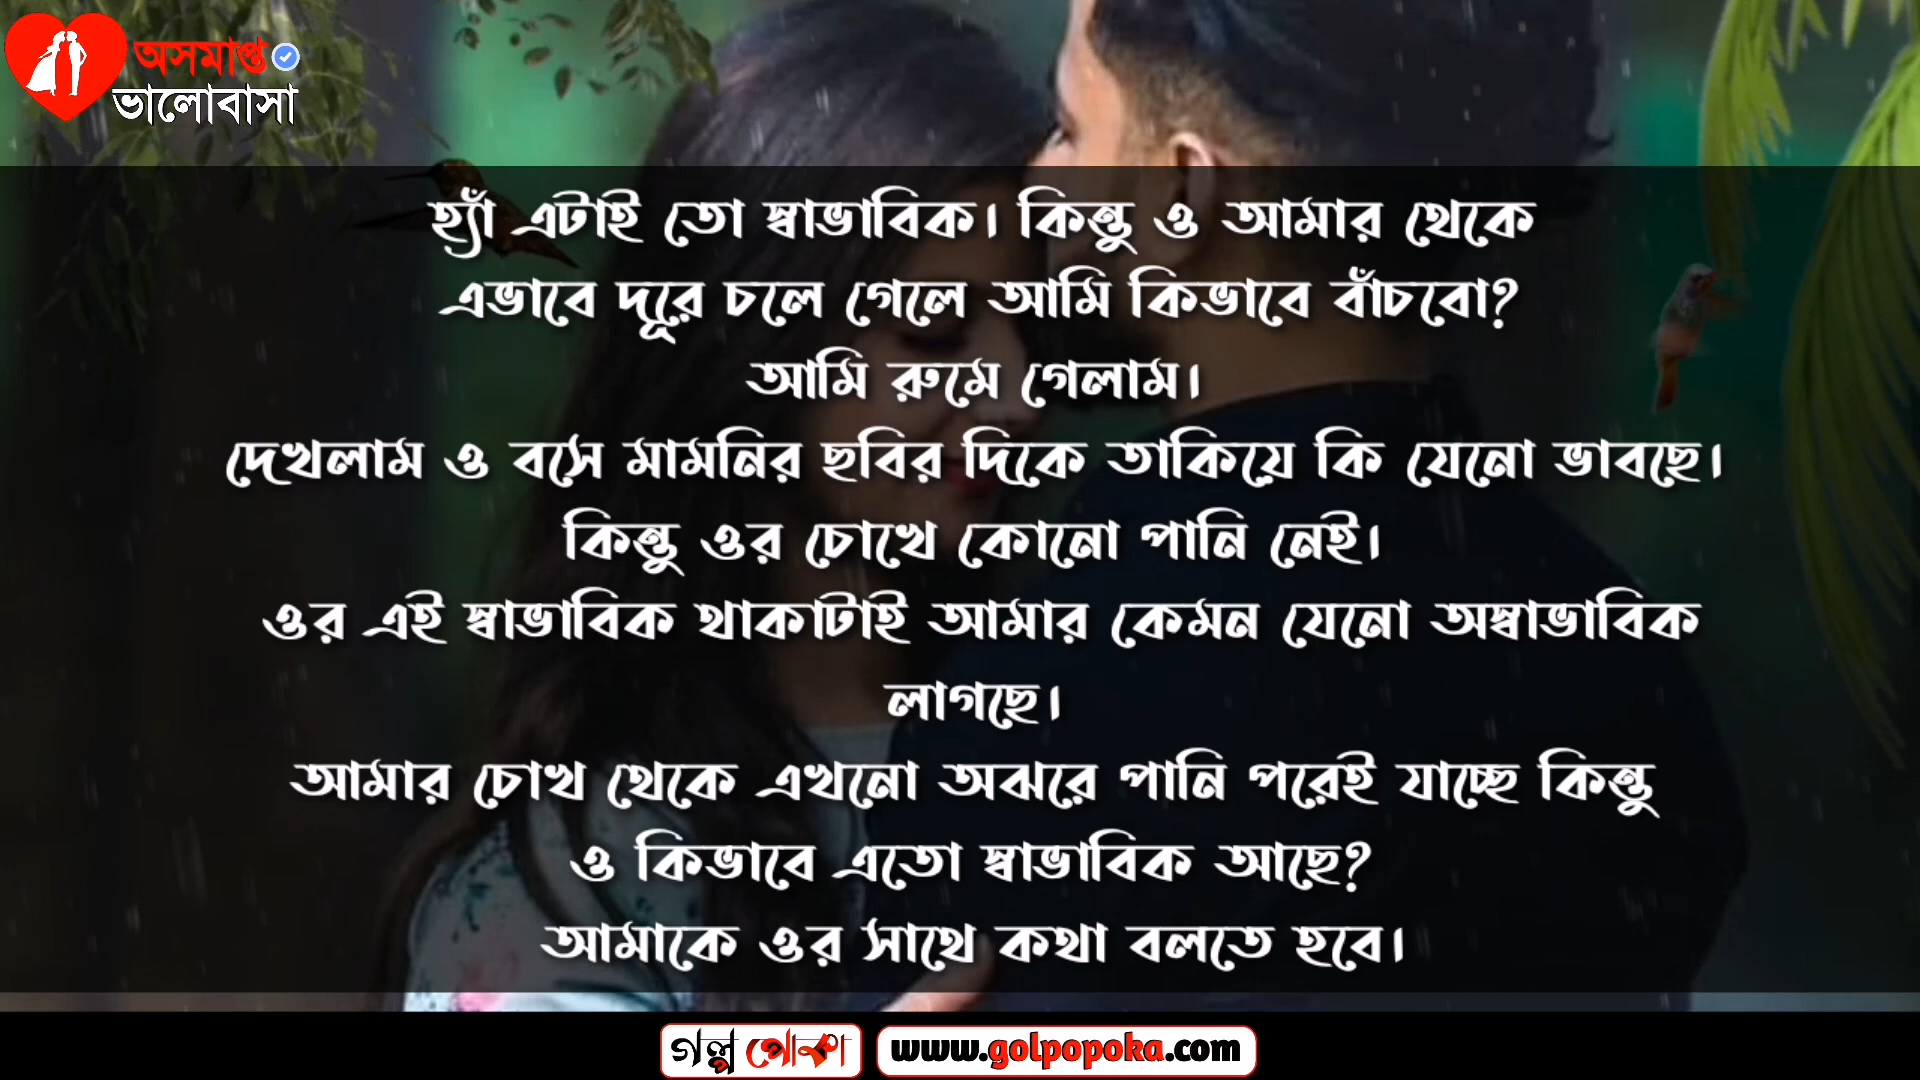 অসমাপ্ত
ভালোবাসা
হ্যাঁ এটাই তো স্বাভাবিক। কিন্তু ও আমার থেকে
এভাবে দূরে চলে গেলে আমি কিভাবে বাঁচবো?
আমি রুমে গেলাম।
দেখলাম ও বসে মামনির ছবির দিকে তাকিয়ে কি যেনো ভাবছে।
কিন্তু ওর চোখে কোনো পানি নেই।
ওর এই স্বাভাবিক থাকাটাই আমার কেমন যেনো অস্বাভাবিক
লাগছে।
আমার চোখ থেকে এখনো অঝরে পানি পরেই যাচ্ছে কিন্তু
ও কিভাবে এতো স্বাভাবিক আছে?
আমাকে ওর সাথে কথা বলতে হবে।
গল্প পোকা www.golpopoka.com